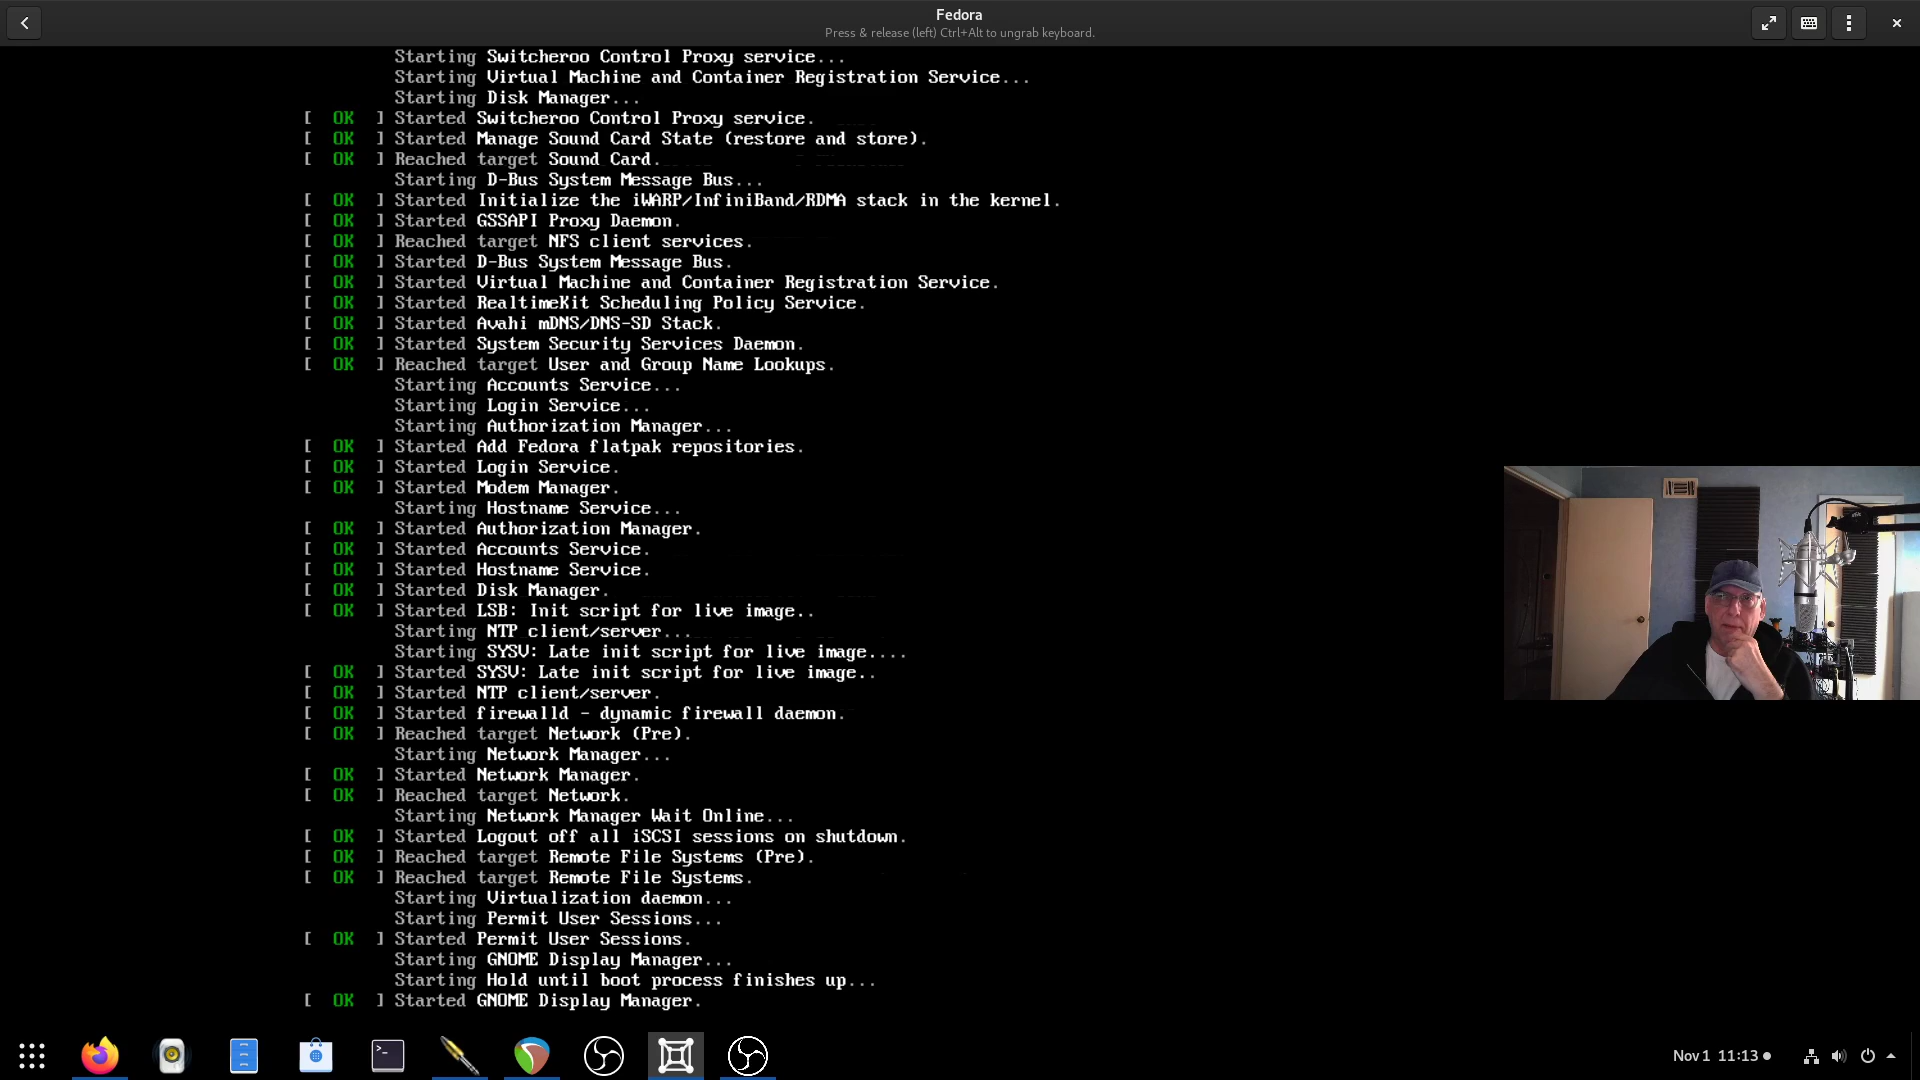 Fedora
Press & release (left) Ctrl+Alt to ungrab keyboard.
Starting Switcheroo Control Proxy service...
Starting Virtual Machine and Container Registration Service...
Starting Disk Manager...
[ OK ] Started Switcheroo Control Proxy service.
[ OK ] Started Manage Sound Card State (restore and store).
[ OK ] Reached target Sound Card.
Starting D-Bus System Message Bus...
[ OK ] Started Initialize the iWARP/InfiniBand/RDMA stack in the kernel.
[ OK ] Started GSSAPI Proxy Daemon.
[ OK ] Reached target NFS client services.
[ OK ] Started D-Bus System Message Bus.
[ OK ] Started Virtual Machine and Container Registration Service.
[ OK ] Started RealtimeKit Scheduling Policy Service.
[ OK ] Started Avahi mDNS/DNS-SD Stack.
[ OK ] Started System Security Services Daemon.
[ OK ] Reached target User and Group Name Lookups.
Starting Accounts Service...
Starting Login Service...
Starting Authorization Manager...
[ OK ] Started Add Fedora flatpak repositories.
[ OK ] Started Login Service.
[ OK ] Started Modem Manager.
Starting Hostname Service...
[ OK ] Started Authorization Manager.
[ OK ] Started Accounts Service.
[ OK ] Started Hostname Service.
[ OK ] Started Disk Manager.
[ OK ] Started LSB: Init script for live image..
Starting NTP client/server...
Starting SYSV: Late init script for live image....
[ OK ] Started SYSV: Late init script for live image..
[ OK ] Started NTP client/server.
[ OK ] Started firewalld - dynamic firewall daemon.
[ OK ] Reached target Network (Pre).
Starting Network Manager...
[ OK ] Started Network Manager.
[ OK ] Reached target Network.
Starting Network Manager Wait Online...
[ OK ] Started Logout off all iSCSI sessions on shutdown.
[ OK ] Reached target Remote File Systems (Pre).
[ OK ] Reached target Remote File Systems.
Starting Virtualization daemon...
Starting Permit User Sessions...
[ OK ] Started Permit User Sessions.
Starting GNOME Display Manager...
Starting Hold until boot process finishes up...
[ OK ] Started GNOME Display Manager.
Nov 1 11:13